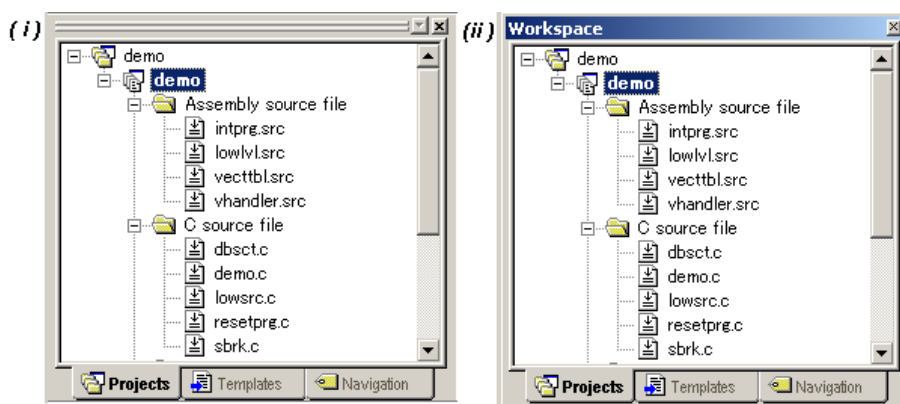 (i)
demo
demo
Assembly source file
intprg.src
lowlvl.src
vecttbl.src
vhandler.src
C source file
dbsct.c
demo.c
lowsrc.c
resetprg.c
sbrk.c
Projects Templates Navigation
(ii) Workspace
demo
demo
Assembly source file
intprg.src
lowlvl.src
vecttbl.src
vhandler.src
C source file
dbsct.c
demo.c
lowsrc.c
resetprg.c
sbrk.c
Projects Templates Navigation